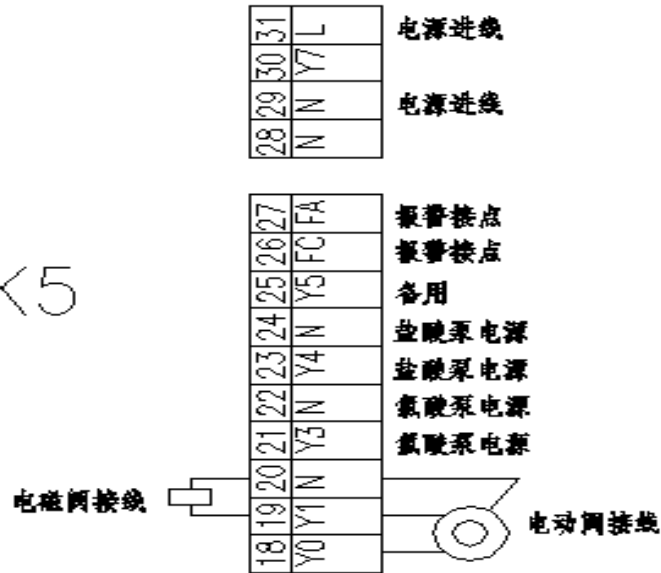 31 L 电源进线
30 Y7
29 N 电源进线
28 N
27 FA 报警接点
26 FC 报警接点
25 Y5 备用
24 N 盐酸泵电源
23 Y4 盐酸泵电源
22 N 氯酸泵电源
21 Y3 氯酸泵电源
20 N
电磁阀接线 19 Y1 电动阀接线
18 Y0